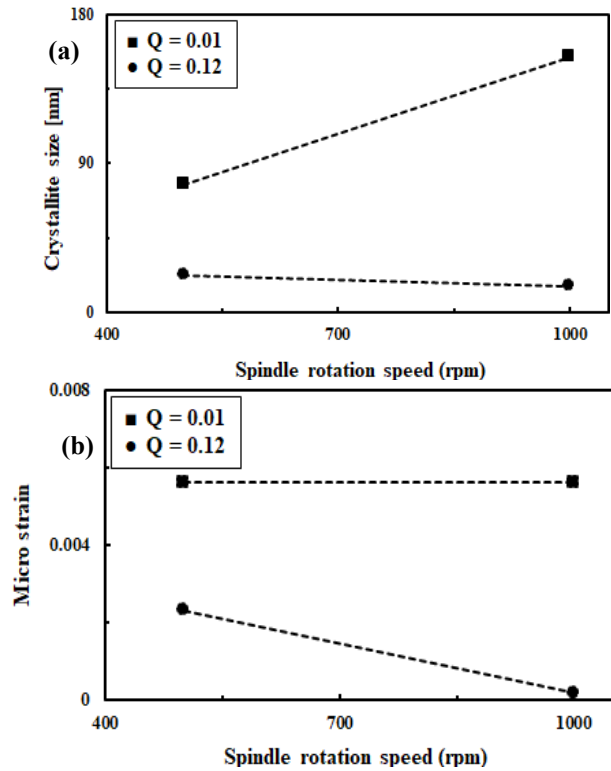 180
(a)
■ Q = 0.01
● Q = 0.12
Crystallite size [nm]
90
0
400
700
1000
Spindle rotation speed (rpm)
0.008
(b)
■ Q = 0.01
● Q = 0.12
Micro strain
0.004
0
400
700
1000
Spindle rotation speed (rpm)